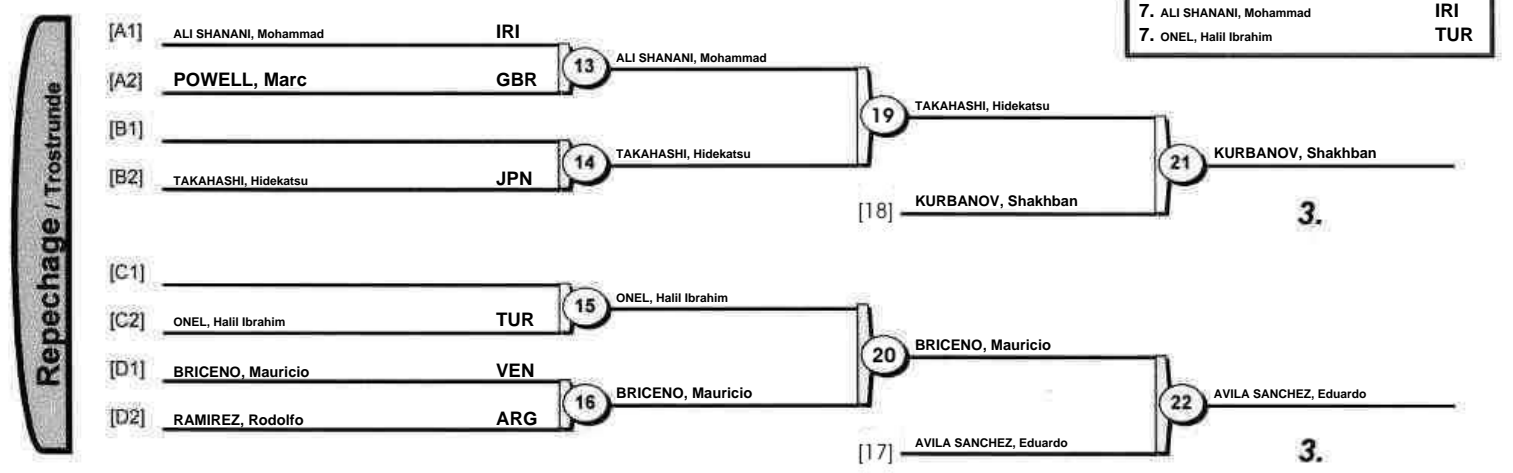 7. ALI SHANANI, Mohammad IRI
7. ONEL, Halil Ibrahim TUR
Repechage / Trostrunde
[A1] ALI SHANANI, Mohammad IRI
13 ALI SHANANI, Mohammad
[A2] POWELL, Marc GBR
19 TAKAHASHI, Hidekatsu
[B1]
14 TAKAHASHI, Hidekatsu
21 KURBANOV, Shakhban
[B2] TAKAHASHI, Hidekatsu JPN
[18] KURBANOV, Shakhban
3.
[C1]
15 ONEL, Halil Ibrahim
[C2] ONEL, Halil Ibrahim TUR
20 BRICENO, Mauricio
[D1] BRICENO, Mauricio VEN
16 BRICENO, Mauricio
22 AVILA SANCHEZ, Eduardo
[D2] RAMIREZ, Rodolfo ARG
[17] AVILA SANCHEZ, Eduardo
3.